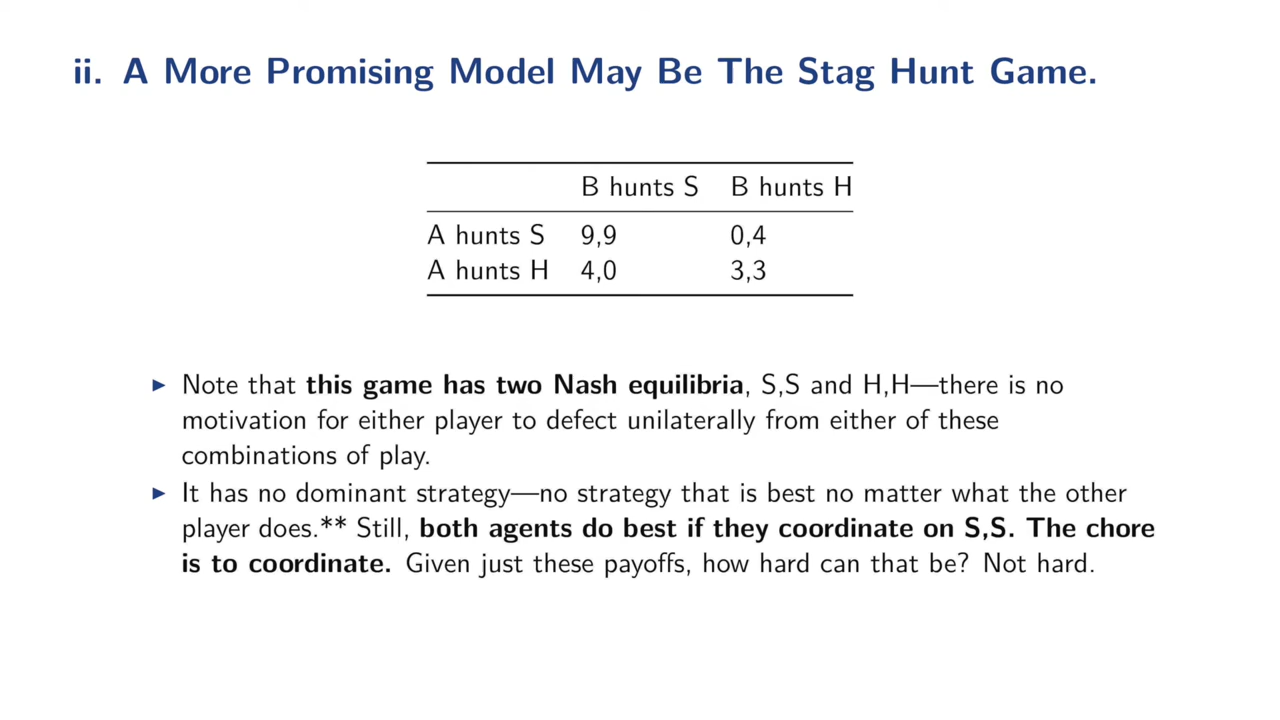 ii. A More Promising Model May Be The Stag Hunt Game.
B hunts S B hunts H
A hunts S 9,9 0,4
A hunts H 4,0 3,3
▶ Note that this game has two Nash equilibria, S,S and H,H—there is no
motivation for either player to defect unilaterally from either of these
combinations of play.
▶ It has no dominant strategy—no strategy that is best no matter what the other
player does.** Still, both agents do best if they coordinate on S,S. The chore
is to coordinate. Given just these payoffs, how hard can that be? Not hard.